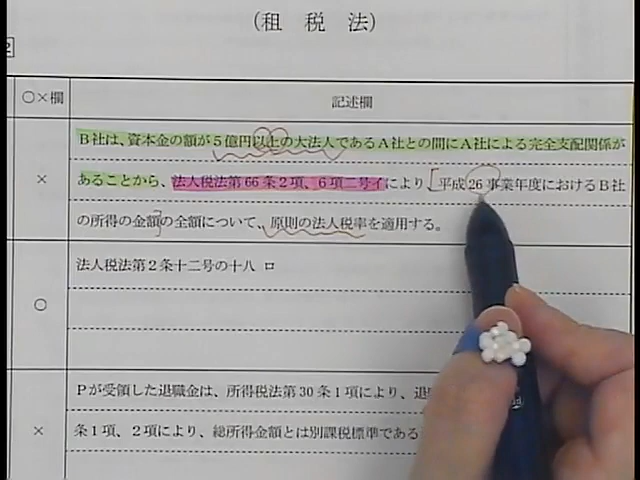 (租 税 法)
2
○×欄 記述欄
B社は、資本金の額が5億円以上の大法人であるA社との間にA社による完全支配関係が
× あることから、法人税法第66条2項、6項二号イにより、平成26事業年度におけるB社
の所得の金額の全額について、原則の法人税率を適用する。
○ 法人税法第2条十二号の十八 ロ
Pが受領した退職金は、所得税法第30条1項により、退
× 条1項、2項により、総所得金額とは別課税標準である